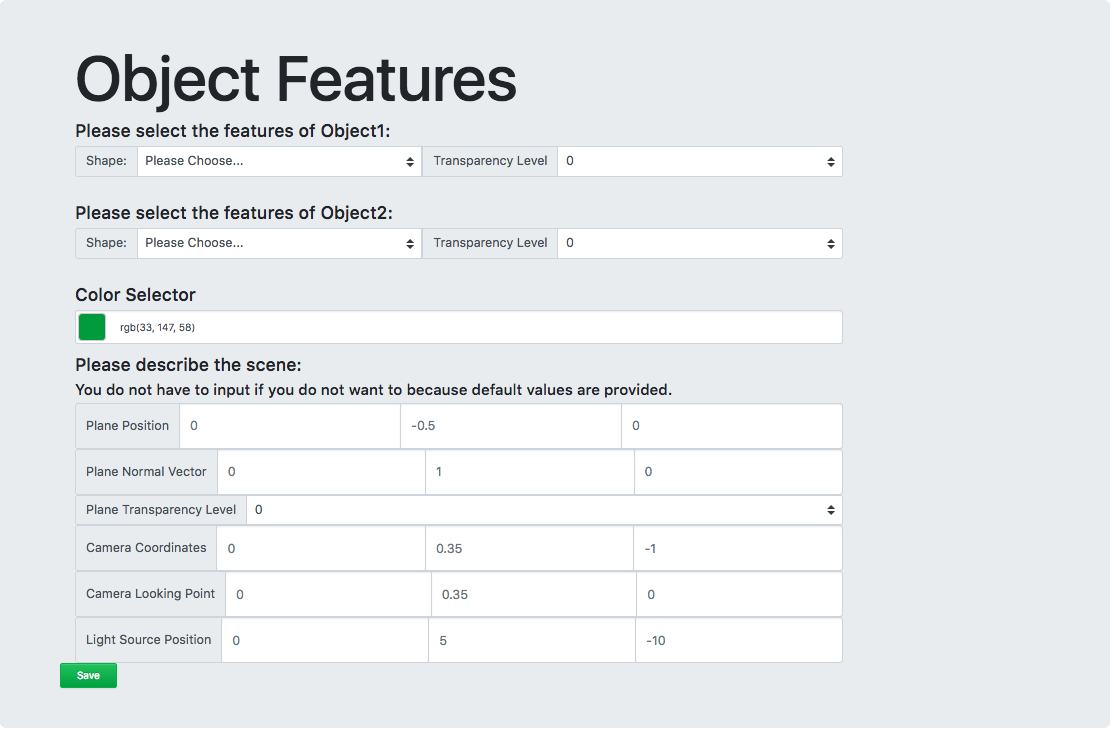 Object Features
Please select the features of Object1:
Shape: Please Choose... Transparency Level 0
Please select the features of Object2:
Shape: Please Choose... Transparency Level 0
Color Selector
rgb(33, 147, 58)
Please describe the scene:
You do not have to input if you do not want to because default values are provided.
Plane Position 0 -0.5 0
Plane Normal Vector 0 1 0
Plane Transparency Level 0
Camera Coordinates 0 0.35 -1
Camera Looking Point 0 0.35 0
Light Source Position 0 5 -10
Save